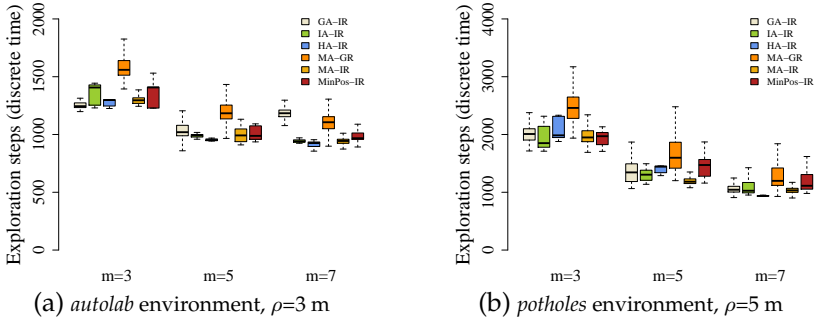 Exploration steps (discrete time)
0
500
1000
1500
2000
GA−IR
IA−IR
HA−IR
MA−GR
MA−IR
MinPos−IR
m=3
m=5
m=7
(a) autolab environment, ρ=3 m
Exploration steps (discrete time)
0
1000
2000
3000
4000
GA−IR
IA−IR
HA−IR
MA−GR
MA−IR
MinPos−IR
m=3
m=5
m=7
(b) potholes environment, ρ=5 m